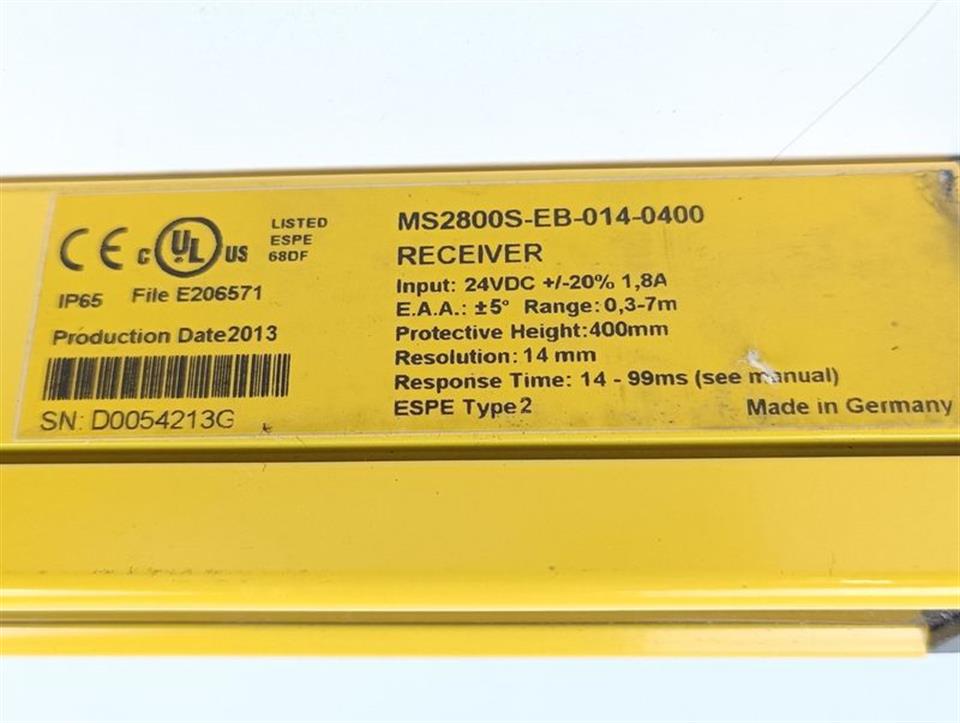 CE C UL US LISTED
ESPE
68DF
IP65 File E206571
Production Date2013
SN: D0054213G
MS2800S-EB-014-0400
RECEIVER
Input: 24VDC +/-20% 1,8A
E.A.A.: ±5° Range: 0,3-7m
Protective Height:400mm
Resolution: 14 mm
Response Time: 14 - 99ms (see manual)
ESPE Type2 Made in Germany